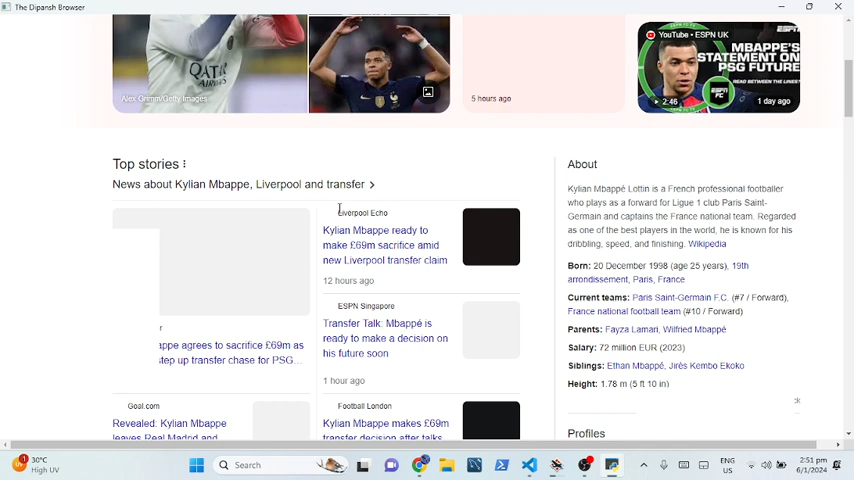 The Dipansh Browser
Alex Grimm/Getty Images
5 hours ago
YouTube • ESPN UK
MBAPPE'S
STATEMENT ON
PSG FUTURE
READ BETWEEN THE LINES?
FC
2:46
1 day ago
Top stories
News about Kylian Mbappe, Liverpool and transfer
Liverpool Echo
Kylian Mbappe ready to
make £69m sacrifice amid
new Liverpool transfer claim
12 hours ago
ESPN Singapore
Transfer Talk: Mbappé is
ready to make a decision on
his future soon
1 hour ago
r
appe agrees to sacrifice £69m as
step up transfer chase for PSG...
Goal.com
Revealed: Kylian Mbappe
leaves Real Madrid and
Football London
Kylian Mbappe makes £69m
transfer decision after talks
About
Kylian Mbappé Lottin is a French professional footballer
who plays as a forward for Ligue 1 club Paris Saint-
Germain and captains the France national team. Regarded
as one of the best players in the world, he is known for his
dribbling, speed, and finishing. Wikipedia
Born: 20 December 1998 (age 25 years), 19th
arrondissement, Paris, France
Current teams: Paris Saint-Germain F.C. (#7 / Forward),
France national football team (#10 / Forward)
Parents: Fayza Lamari, Wilfried Mbappé
Salary: 72 million EUR (2023)
Siblings: Ethan Mbappé, Jirès Kembo Ekoko
Height: 1.78 m (5 ft 10 in)
Profiles
1
30°C
High UV
Search
ENG
US
2:51 pm
6/1/2024